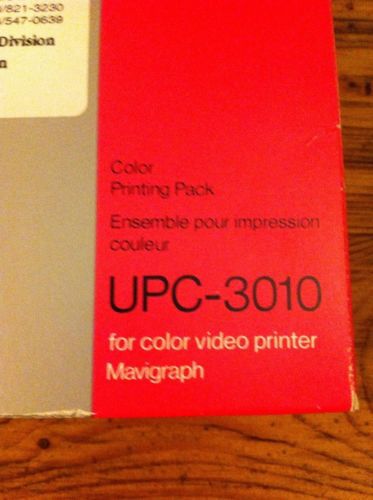 /821-3230
/547-0639
Division
Color
Printing Pack
Ensemble pour impression
couleur
UPC-3010
for color video printer
Mavigraph